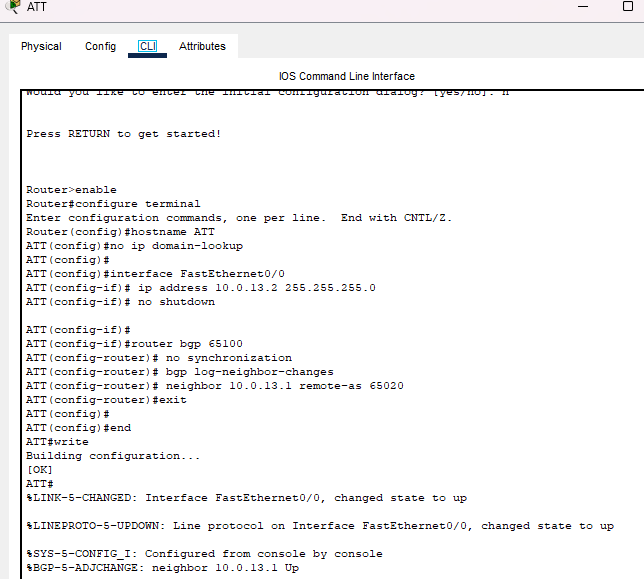 ATT
Physical Config CLI Attributes
IOS Command Line Interface
Would you like to enter the initial configuration dialog? [yes/no]: n
Press RETURN to get started!
Router>enable
Router#configure terminal
Enter configuration commands, one per line.  End with CNTL/Z.
Router(config)#hostname ATT
ATT(config)#no ip domain-lookup
ATT(config)#
ATT(config)#interface FastEthernet0/0
ATT(config-if)# ip address 10.0.13.2 255.255.255.0
ATT(config-if)# no shutdown
ATT(config-if)#
ATT(config-if)#router bgp 65100
ATT(config-router)# no synchronization
ATT(config-router)# bgp log-neighbor-changes
ATT(config-router)# neighbor 10.0.13.1 remote-as 65020
ATT(config-router)#exit
ATT(config)#
ATT(config)#end
ATT#write
Building configuration...
[OK]
ATT#
%LINK-5-CHANGED: Interface FastEthernet0/0, changed state to up
%LINEPROTO-5-UPDOWN: Line protocol on Interface FastEthernet0/0, changed state to up
%SYS-5-CONFIG_I: Configured from console by console
%BGP-5-ADJCHANGE: neighbor 10.0.13.1 Up